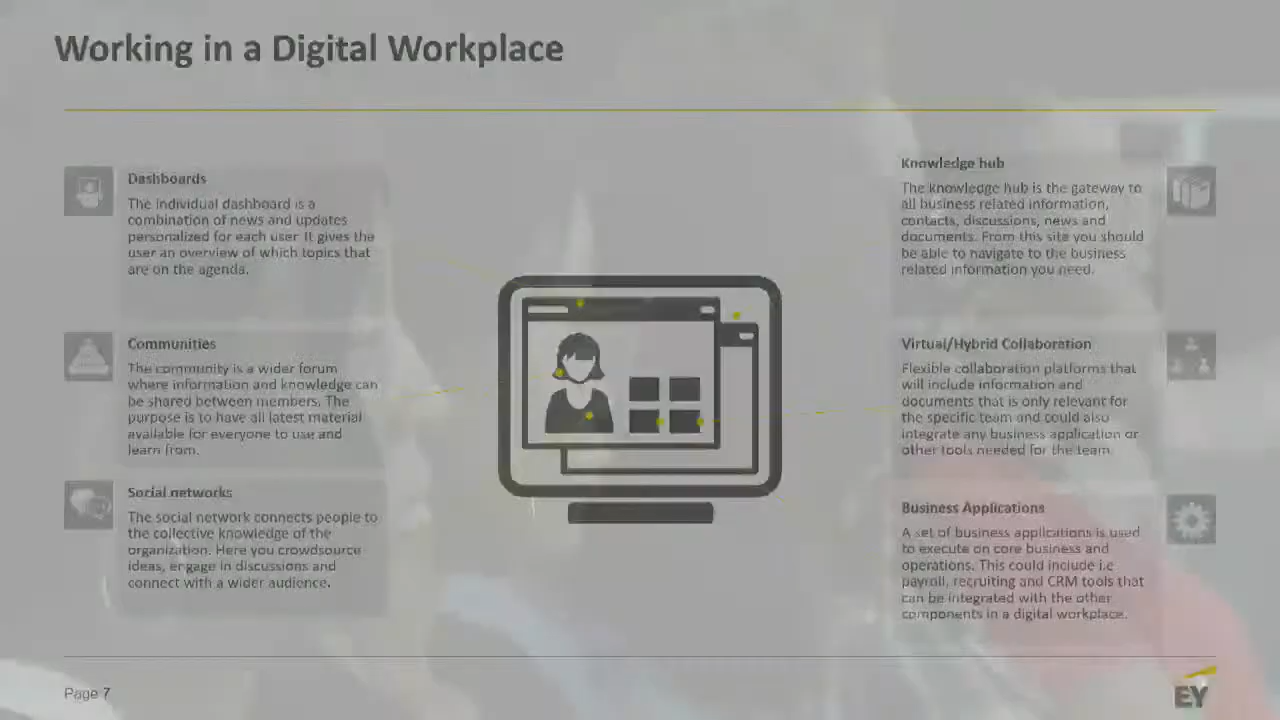 Working in a Digital Workplace
Dashboards
The individual dashboard is a
combination of news and updates
personalized for each user. It gives the
user an overview of which topics that
are on the agenda.
Communities
The community is a wider forum
where information and knowledge can
be shared between members. The
purpose is to have all latest material
available for everyone to use and
learn from.
Social networks
The social network connects people to
the collective knowledge of the
organization. Here you crowdsource
ideas, engage in discussions and
connect with a wider audience.
Knowledge hub
The knowledge hub is the gateway to
all business related information,
contacts, discussions, news and
documents. From this site you should
be able to navigate to the business
related information you need.
Virtual/Hybrid Collaboration
Flexible collaboration platforms that
will include information and
documents that is only relevant for
the specific team and could also
integrate any business application or
other tools needed for the team.
Business Applications
A set of business applications is used
to execute on core business and
operations. This could include i.e
payroll, recruiting and CRM tools that
can be integrated with the other
components in a digital workplace.
Page 7
EY